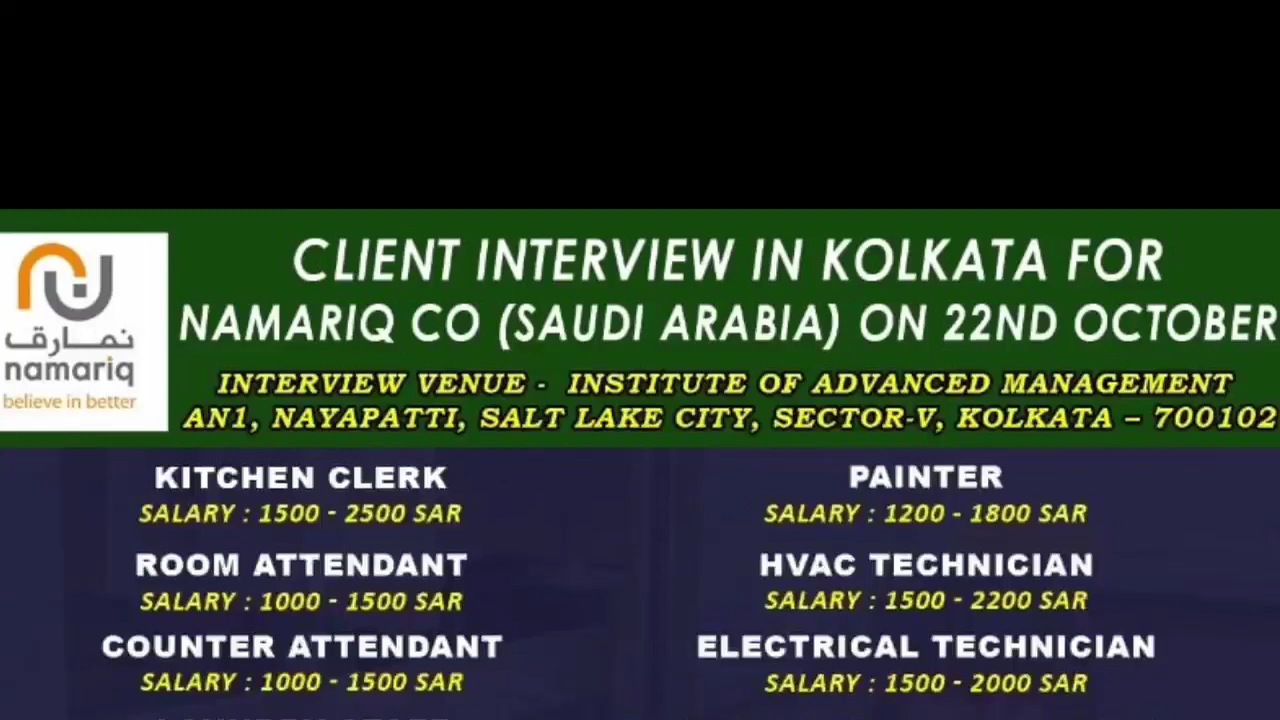 CLIENT INTERVIEW IN KOLKATA FOR
NAMARIQ CO (SAUDI ARABIA) ON 22ND OCTOBER
نمارق
namariq
believe in better
INTERVIEW VENUE - INSTITUTE OF ADVANCED MANAGEMENT
AN1, NAYAPATTI, SALT LAKE CITY, SECTOR-V, KOLKATA – 700102
KITCHEN CLERK
SALARY : 1500 - 2500 SAR
ROOM ATTENDANT
SALARY : 1000 - 1500 SAR
COUNTER ATTENDANT
SALARY : 1000 - 1500 SAR
PAINTER
SALARY : 1200 - 1800 SAR
HVAC TECHNICIAN
SALARY : 1500 - 2200 SAR
ELECTRICAL TECHNICIAN
SALARY : 1500 - 2000 SAR